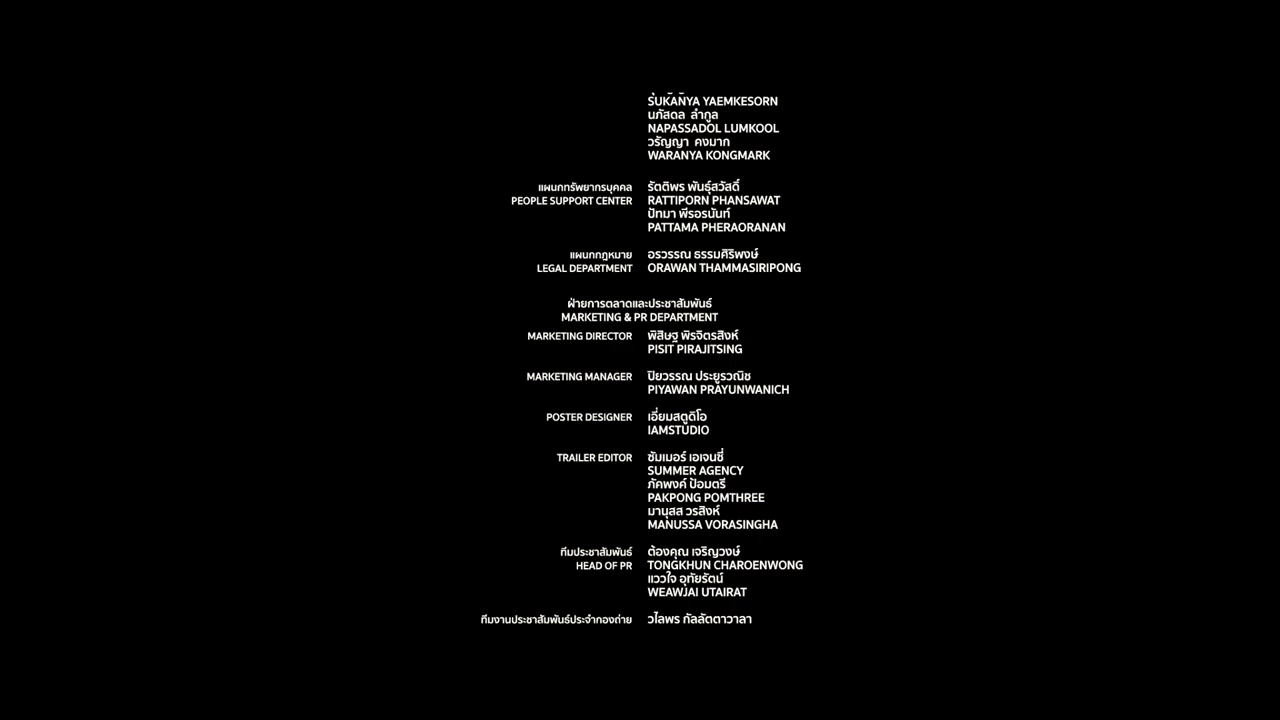 SUKANYA YAEMKESORN
นภัสดล ลำกูล
NAPASSADOL LUMKOOL
วรัญญา คงมาก
WARANYA KONGMARK
แผนกทรัพยากรบุคคล รัตติพร พันธุ์สวัสดิ์
PEOPLE SUPPORT CENTER RATTIPORN PHANSAWAT
ปัทมา พีรอรนันท์
PATTAMA PHERAORANAN
แผนกกฎหมาย อรวรรณ ธรรมศิริพงษ์
LEGAL DEPARTMENT ORAWAN THAMMASIRIPONG
ฝ่ายการตลาดและประชาสัมพันธ์
MARKETING & PR DEPARTMENT
MARKETING DIRECTOR พิสิษฐ พิรจิตรสิงห์
PISIT PIRAJITSING
MARKETING MANAGER ปิยวรรณ ประยูรวณิช
PIYAWAN PRAYUNWANICH
POSTER DESIGNER เอี่ยมสตูดิโอ
IAMSTUDIO
TRAILER EDITOR ซัมเมอร์ เอเจนซี่
SUMMER AGENCY
ภัคพงค์ ป้อมตรี
PAKPONG POMTHREE
มานุสส วรสิงห์
MANUSSA VORASINGHA
ทีมประชาสัมพันธ์ ต้องคุณ เจริญวงษ์
HEAD OF PR TONGKHUN CHAROENWONG
แววใจ อุทัยรัตน์
WEAWJAI UTAIRAT
ทีมงานประชาสัมพันธ์ประจำกองถ่าย วไลพร กัลลัตตาวาลา